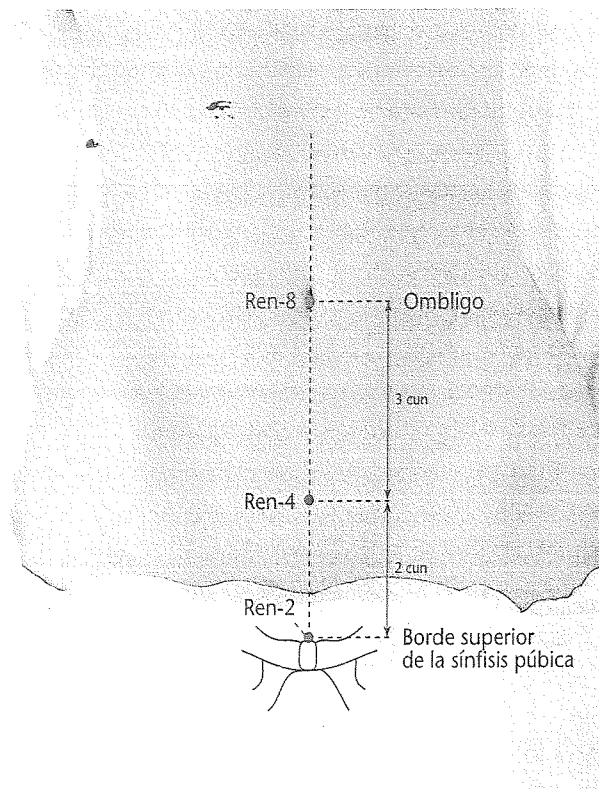 Ren-8 Ombligo
3 cun
Ren-4
2 cun
Ren-2
Borde superior
de la sínfisis púbica